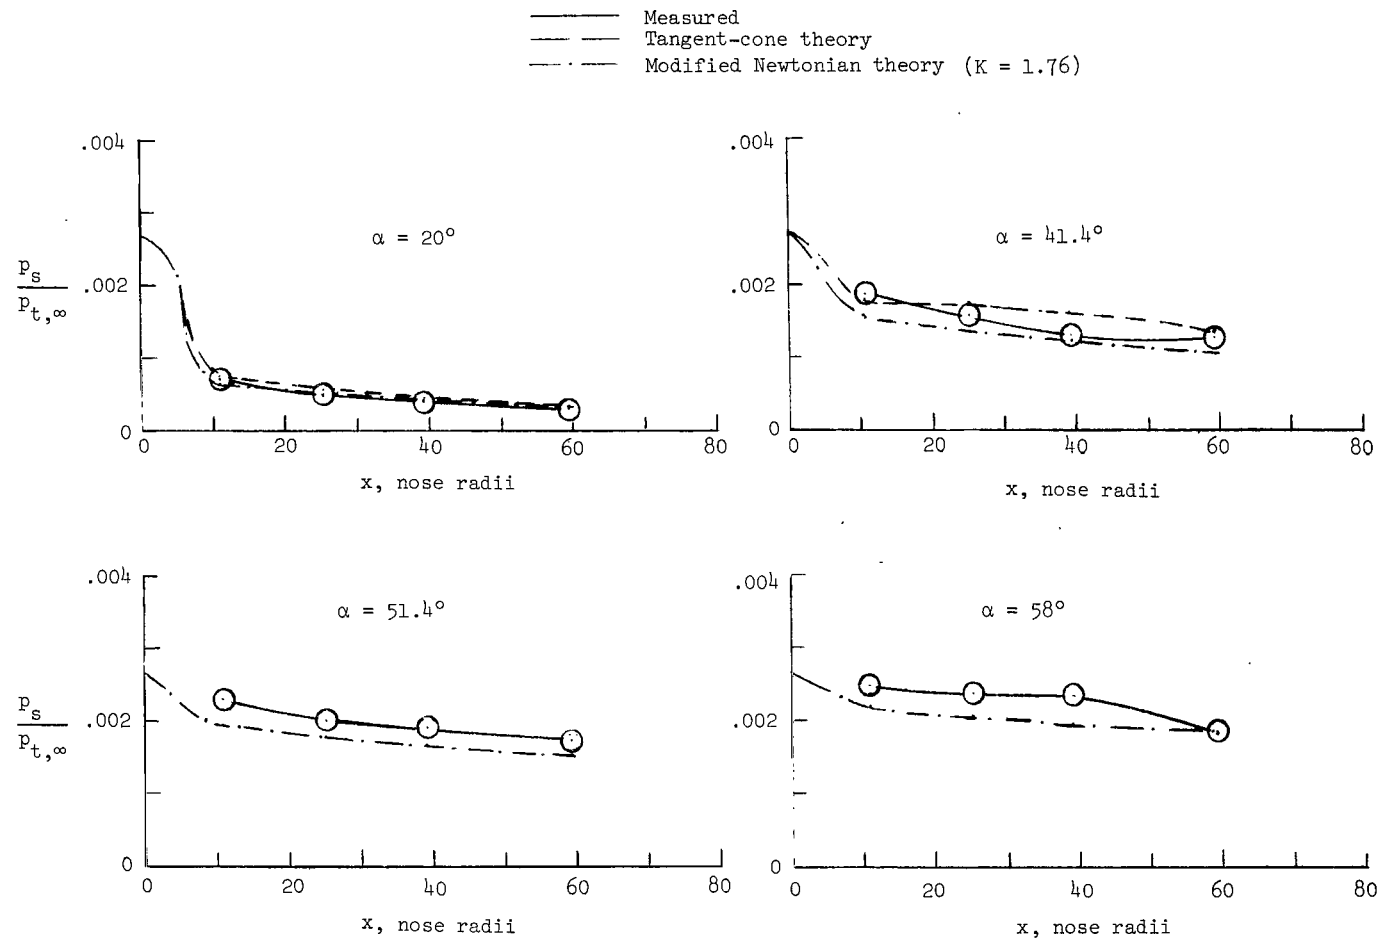 Measured
Tangent-cone theory
Modified Newtonian theory (K = 1.76)
.004
α = 20°
p_s
p_t,∞
.002
0
0 20 40 60 80
x, nose radii
.004
α = 41.4°
.002
0
0 20 40 60 80
x, nose radii
.004
α = 51.4°
p_s
p_t,∞
.002
0
0 20 40 60 80
x, nose radii
.004
α = 58°
.002
0
0 20 40 60 80
x, nose radii